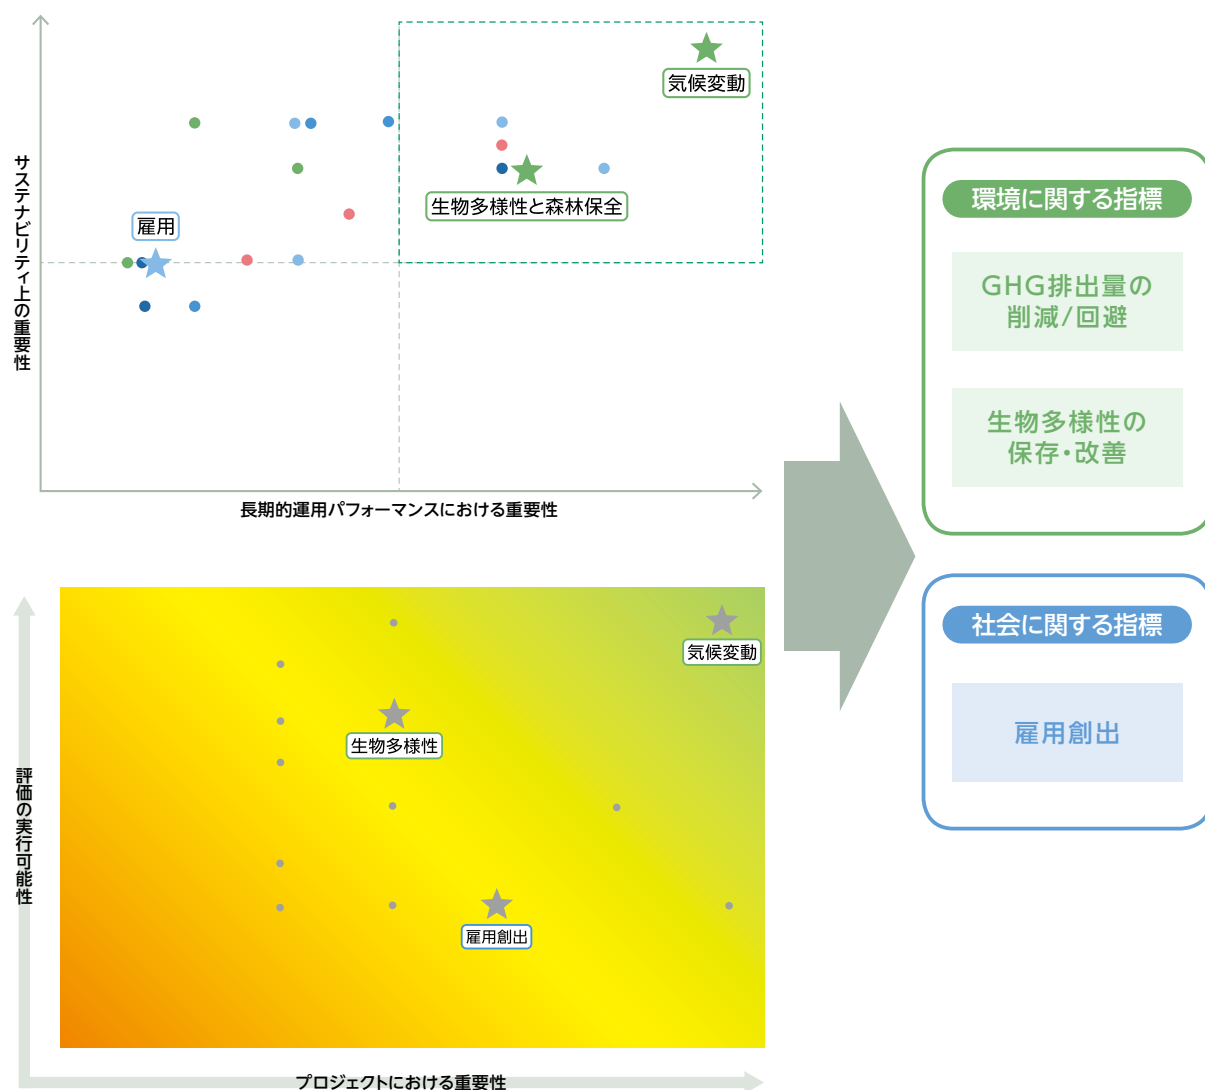 サステナビリティ上の重要性
気候変動
生物多様性と森林保全
雇用
長期的運用パフォーマンスにおける重要性
評価の実行可能性
気候変動
生物多様性
雇用創出
プロジェクトにおける重要性
環境に関する指標
GHG排出量の
削減/回避
生物多様性の
保存・改善
社会に関する指標
雇用創出